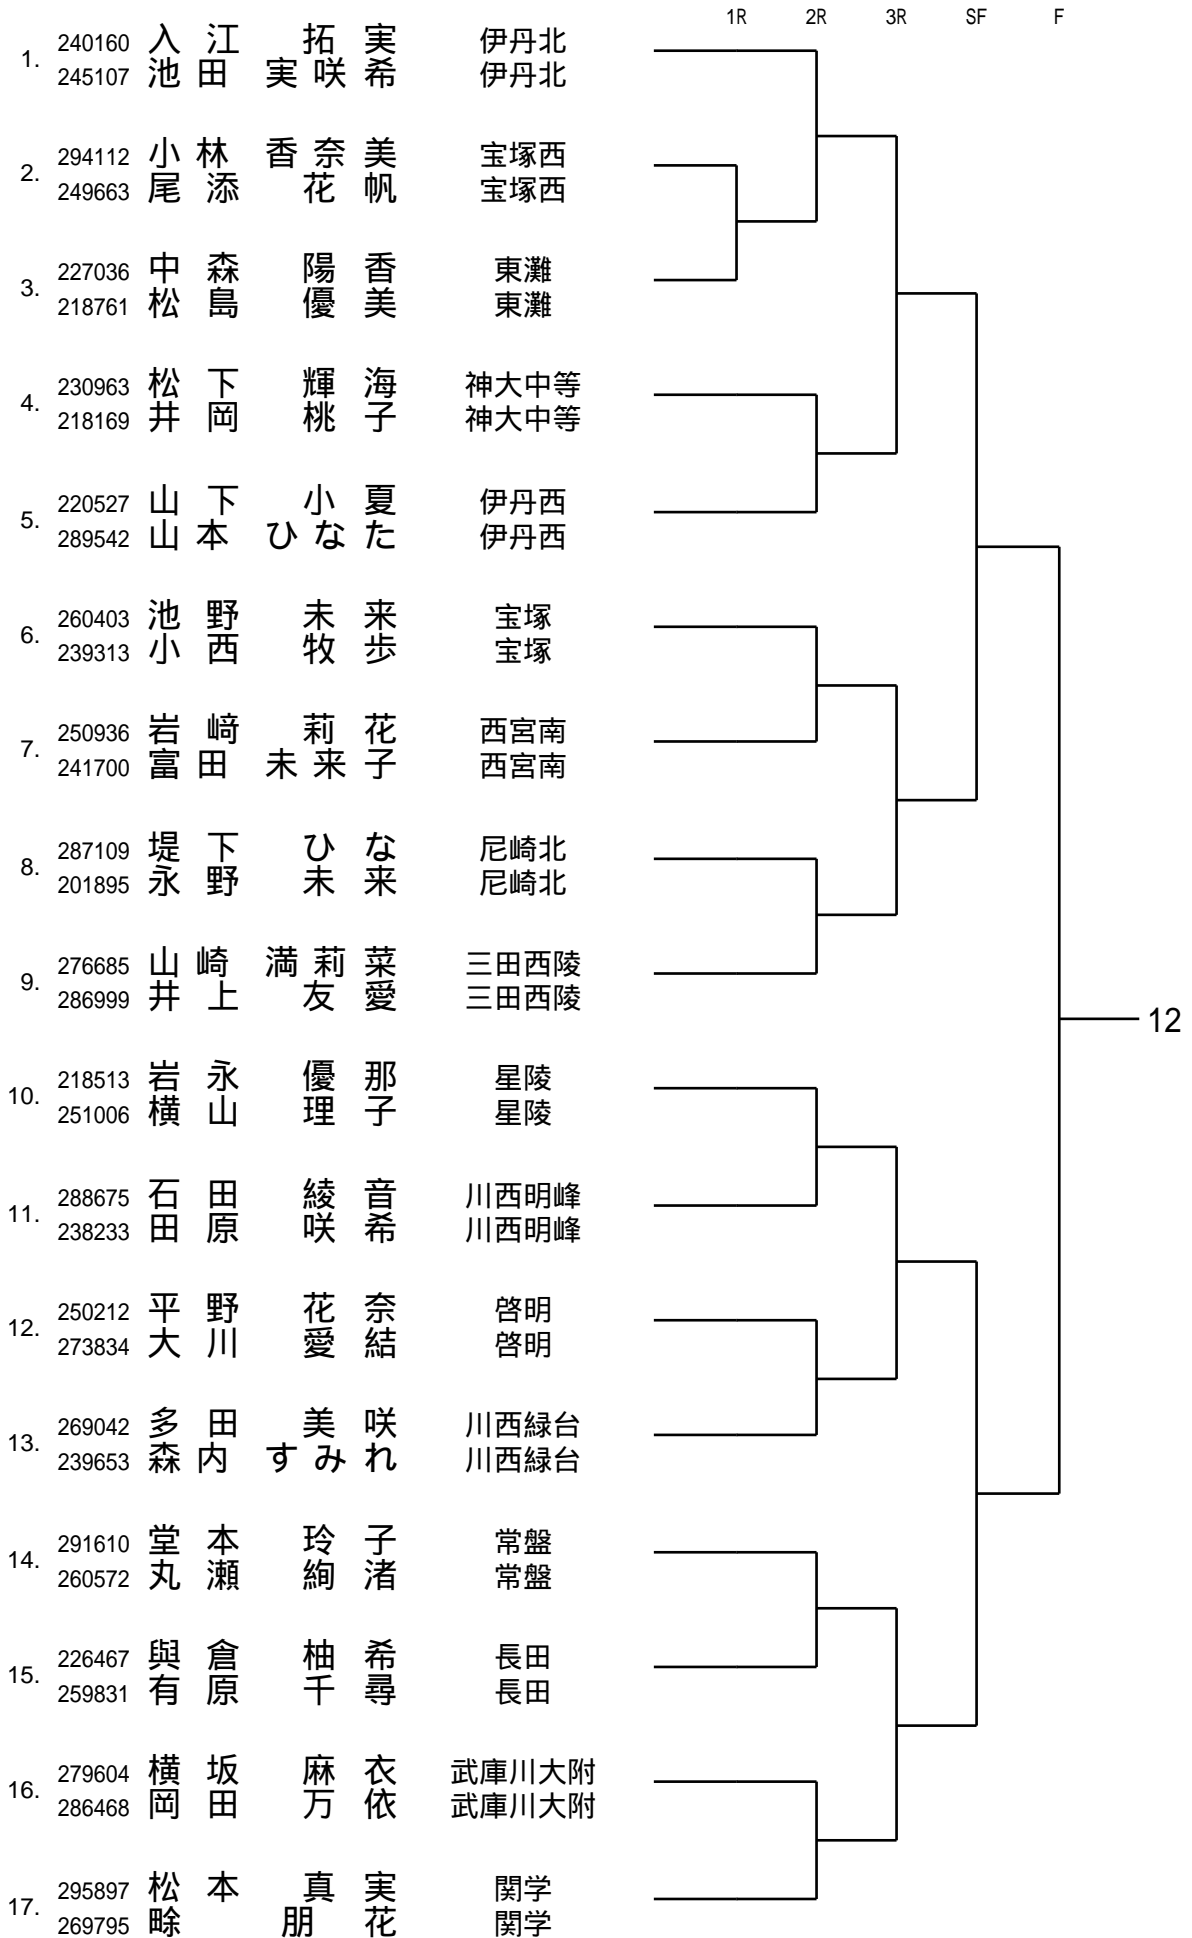 1R 2R 3R SF F
1. 240160 入江 拓実 伊丹北
245107 池田 実咲希 伊丹北
2. 294112 小林 香奈美 宝塚西
249663 尾添 花帆 宝塚西
3. 227036 中森 陽香 東灘
218761 松島 優美 東灘
4. 230963 松下 輝海 神大中等
218169 井岡 桃子 神大中等
5. 220527 山下 小夏 伊丹西
289542 山本 ひなた 伊丹西
6. 260403 池野 未来 宝塚
239313 小西 牧歩 宝塚
7. 250936 岩﨑 莉花 西宮南
241700 富田 未来子 西宮南
8. 287109 堤下 ひな 尼崎北
201895 永野 未来 尼崎北
9. 276685 山崎 満莉菜 三田西陵
286999 井上 友愛 三田西陵
12
10. 218513 岩永 優那 星陵
251006 横山 理子 星陵
11. 288675 石田 綾音 川西明峰
238233 田原 咲希 川西明峰
12. 250212 平野 花奈 啓明
273834 大川 愛結 啓明
13. 269042 多田 美咲 川西緑台
239653 森内 すみれ 川西緑台
14. 291610 堂本 玲子 常盤
260572 丸瀬 絢渚 常盤
15. 226467 與倉 柚希 長田
259831 有原 千尋 長田
16. 279604 横坂 麻衣 武庫川大附
286468 岡田 万依 武庫川大附
17. 295897 松本 真実 関学
269795 畭 朋花 関学